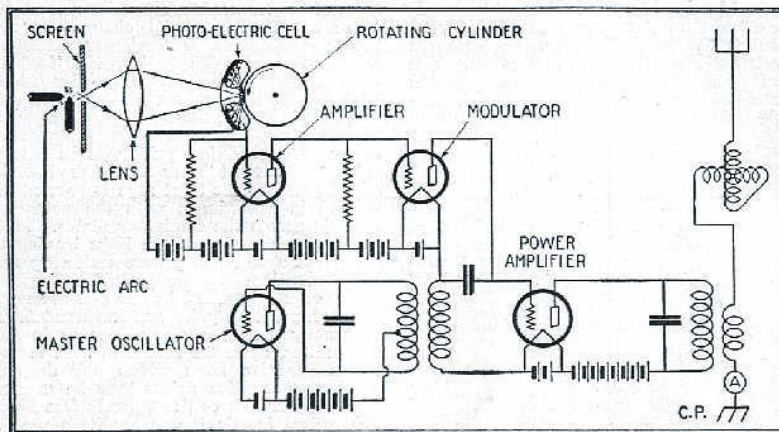 SCREEN
PHOTO-ELECTRIC CELL
ROTATING CYLINDER
AMPLIFIER
MODULATOR
LENS
POWER
AMPLIFIER
ELECTRIC ARC
MASTER OSCILLATOR
A
C.P.